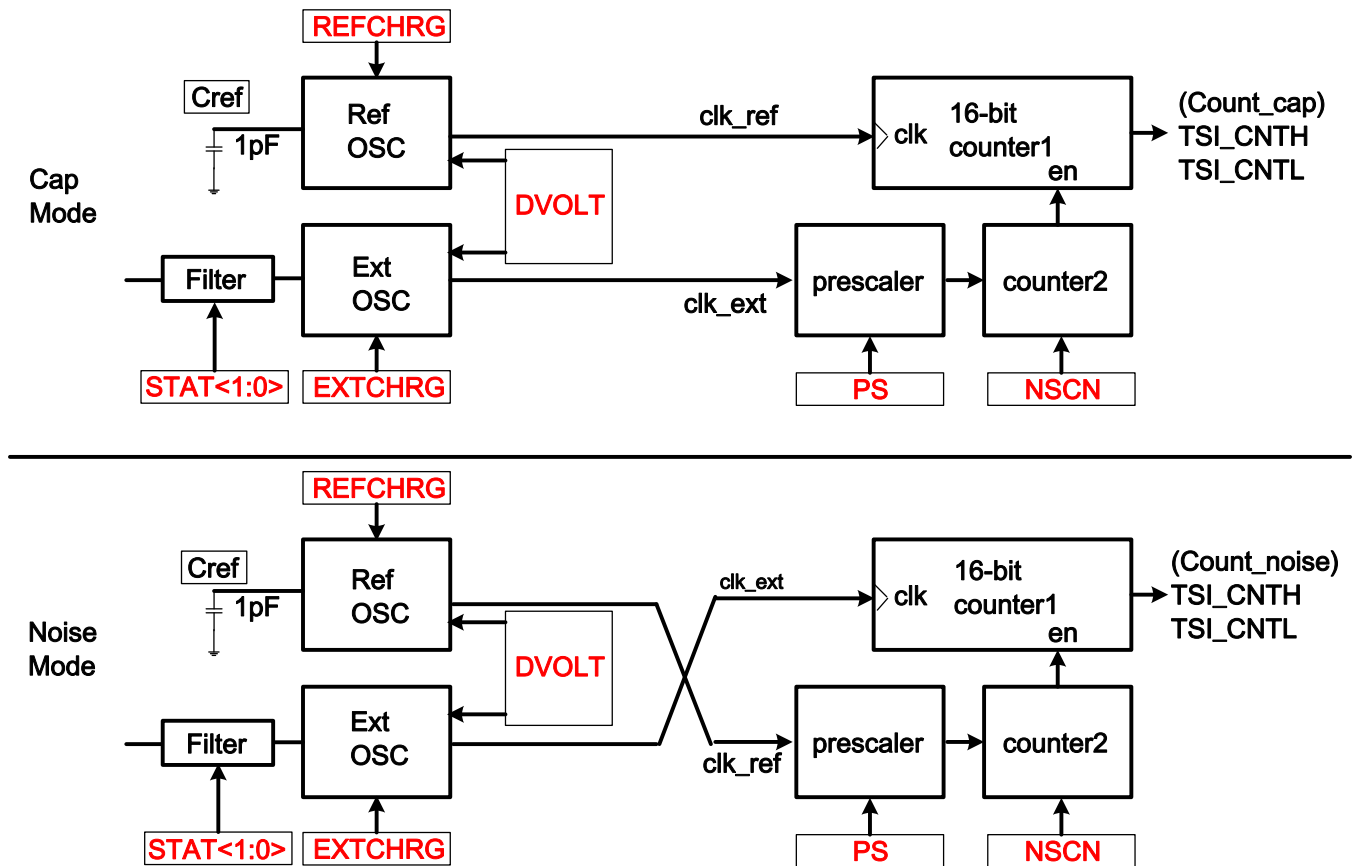 REFCHRG
Cref
1pF
Ref
OSC
clk_ref
clk
16-bit
counter1
en
(Count_cap)
TSI_CNTH
TSI_CNTL
Cap
Mode
DVOLT
Filter
Ext
OSC
clk_ext
prescaler
counter2
STAT<1:0>
EXTCHRG
PS
NSCN
REFCHRG
Cref
1pF
Ref
OSC
clk_ext
clk
16-bit
counter1
en
(Count_noise)
TSI_CNTH
TSI_CNTL
Noise
Mode
DVOLT
Filter
Ext
OSC
clk_ref
prescaler
counter2
STAT<1:0>
EXTCHRG
PS
NSCN